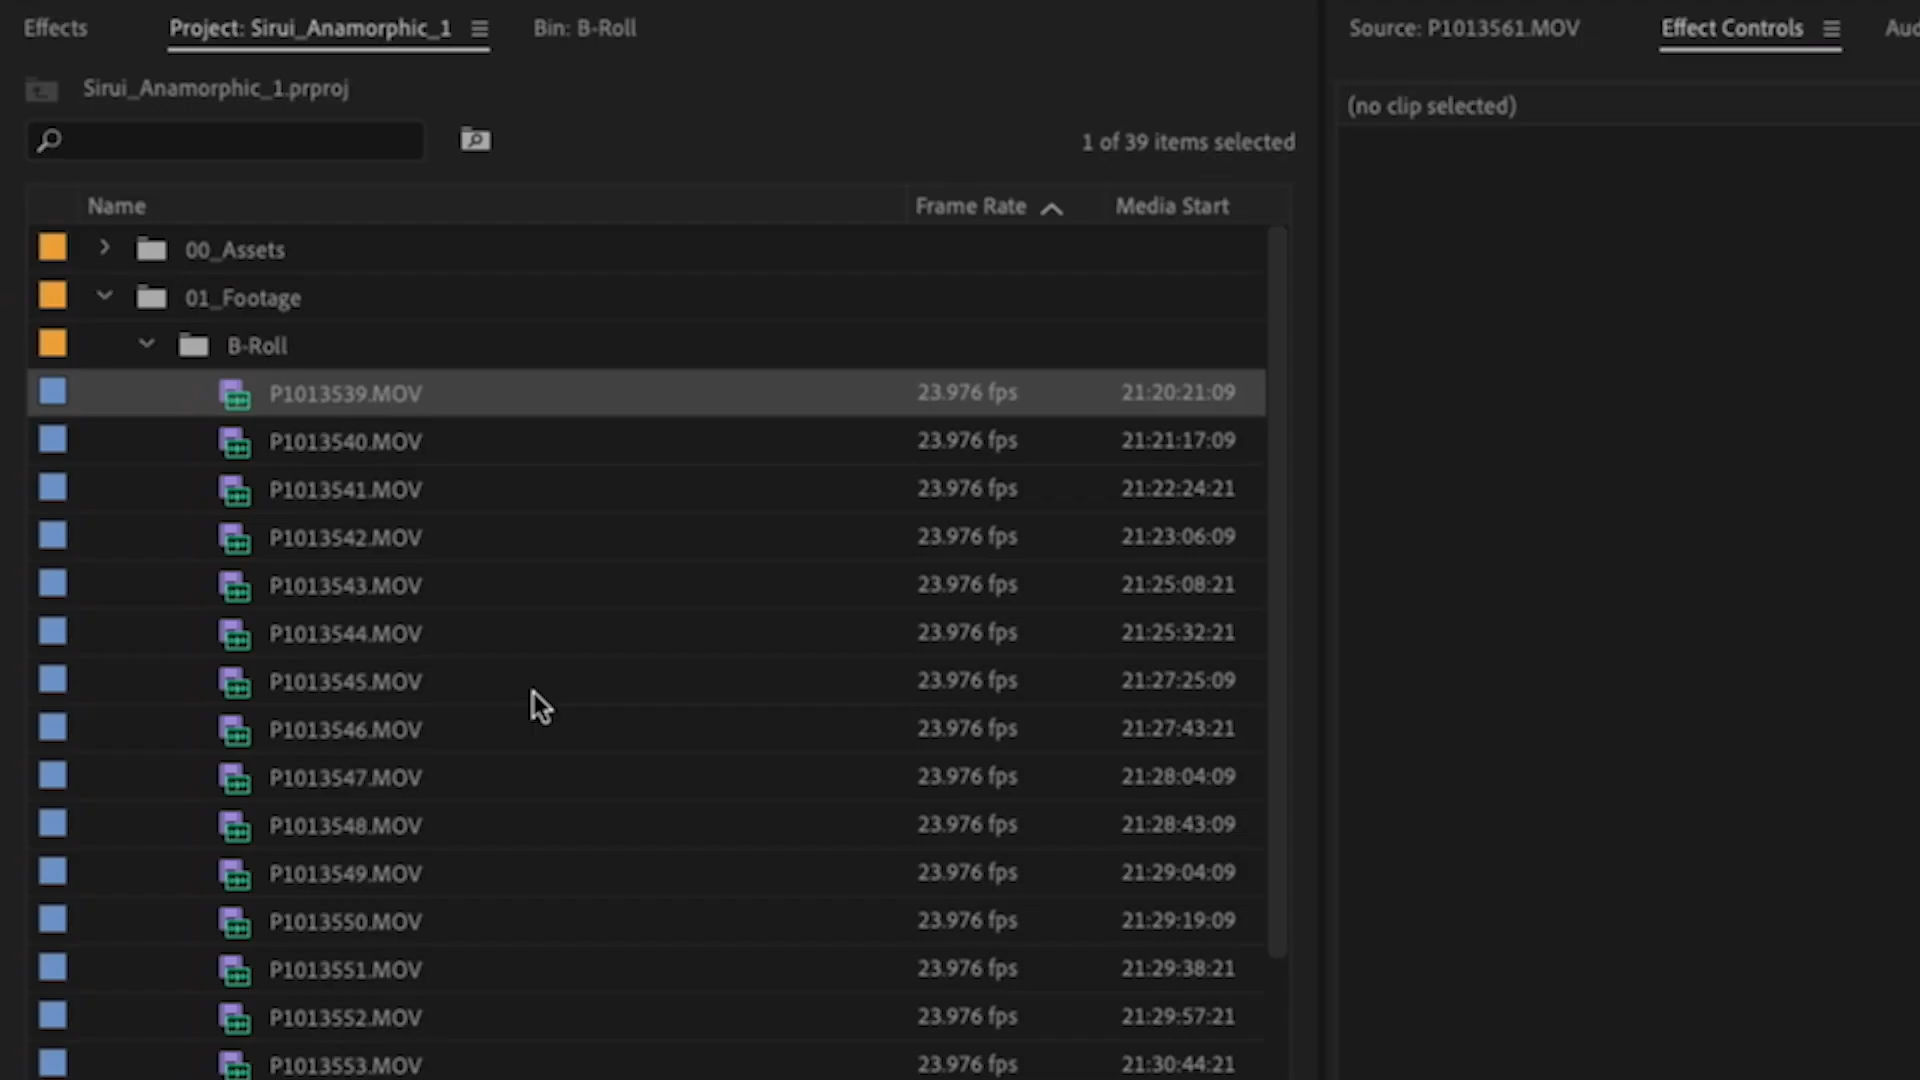 Effects
Project: Sirui_Anamorphic_1
Bin: B-Roll
Source: P1013561.MOV
Effect Controls
Sirui_Anamorphic_1.prproj
(no clip selected)
1 of 39 items selected
Name Frame Rate Media Start
00_Assets
01_Footage
B-Roll
P1013539.MOV 23.976 fps 21:20:21:09
P1013540.MOV 23.976 fps 21:21:17:09
P1013541.MOV 23.976 fps 21:22:24:21
P1013542.MOV 23.976 fps 21:23:06:09
P1013543.MOV 23.976 fps 21:25:08:21
P1013544.MOV 23.976 fps 21:25:32:21
P1013545.MOV 23.976 fps 21:27:25:09
P1013546.MOV 23.976 fps 21:27:43:21
P1013547.MOV 23.976 fps 21:28:04:09
P1013548.MOV 23.976 fps 21:28:43:09
P1013549.MOV 23.976 fps 21:29:04:09
P1013550.MOV 23.976 fps 21:29:19:09
P1013551.MOV 23.976 fps 21:29:38:21
P1013552.MOV 23.976 fps 21:29:57:21
P1013553.MOV 23.976 fps 21:30:44:21